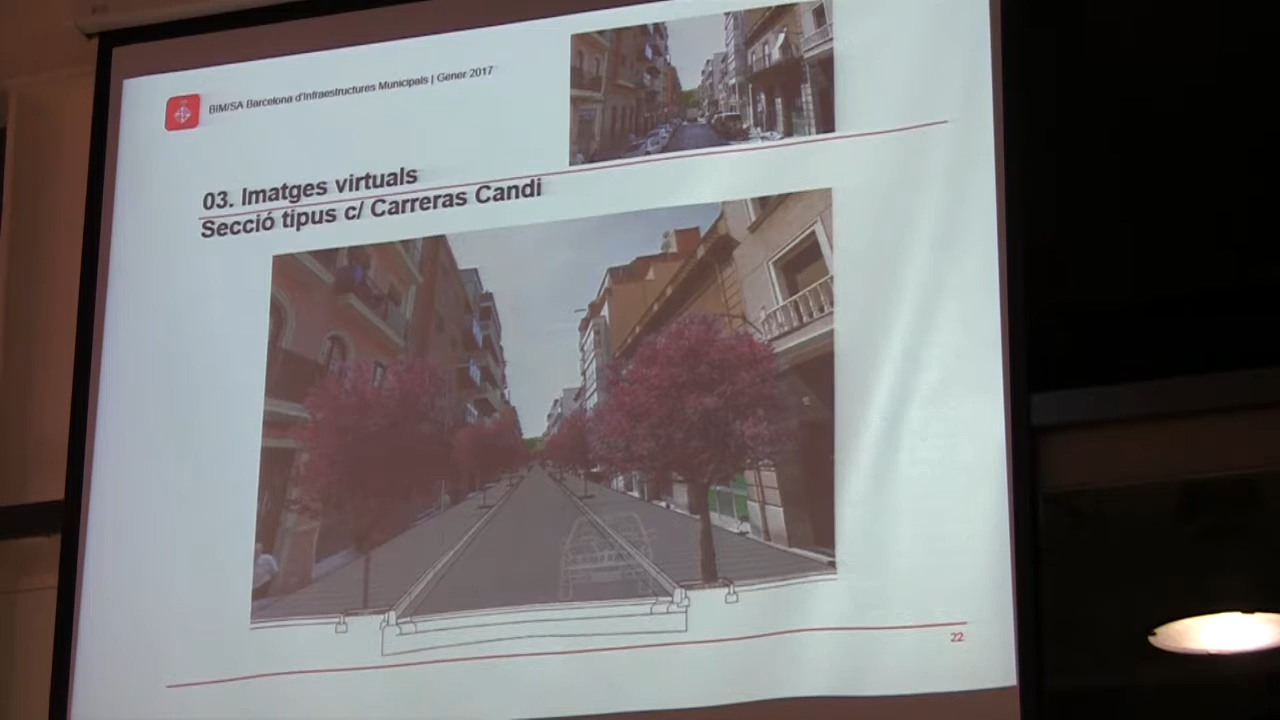 BIM/SA Barcelona d'Infraestructures Municipals | Gener 2017
03. Imatges virtuals
Secció tipus c/ Carreras Candi
22